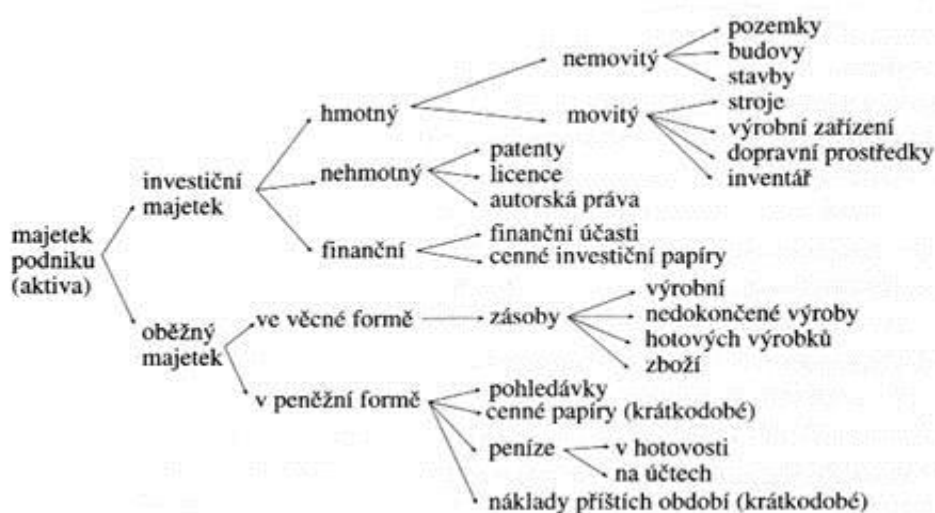 pozemky
budovy
stavby
nemovitý
hmotný
movitý
stroje
výrobní zařízení
dopravní prostředky
inventář
investiční
majetek
nehmotný
patenty
licence
autorská práva
finanční
finanční účasti
cenné investiční papíry
majetek
podniku
(aktiva)
oběžný
majetek
ve věcné formě
zásoby
výrobní
nedokončené výroby
hotových výrobků
zboží
v peněžní formě
pohledávky
cenné papíry (krátkodobé)
peníze
v hotovosti
na účtech
náklady příštích období (krátkodobé)